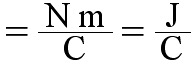 = N m / C = J / C